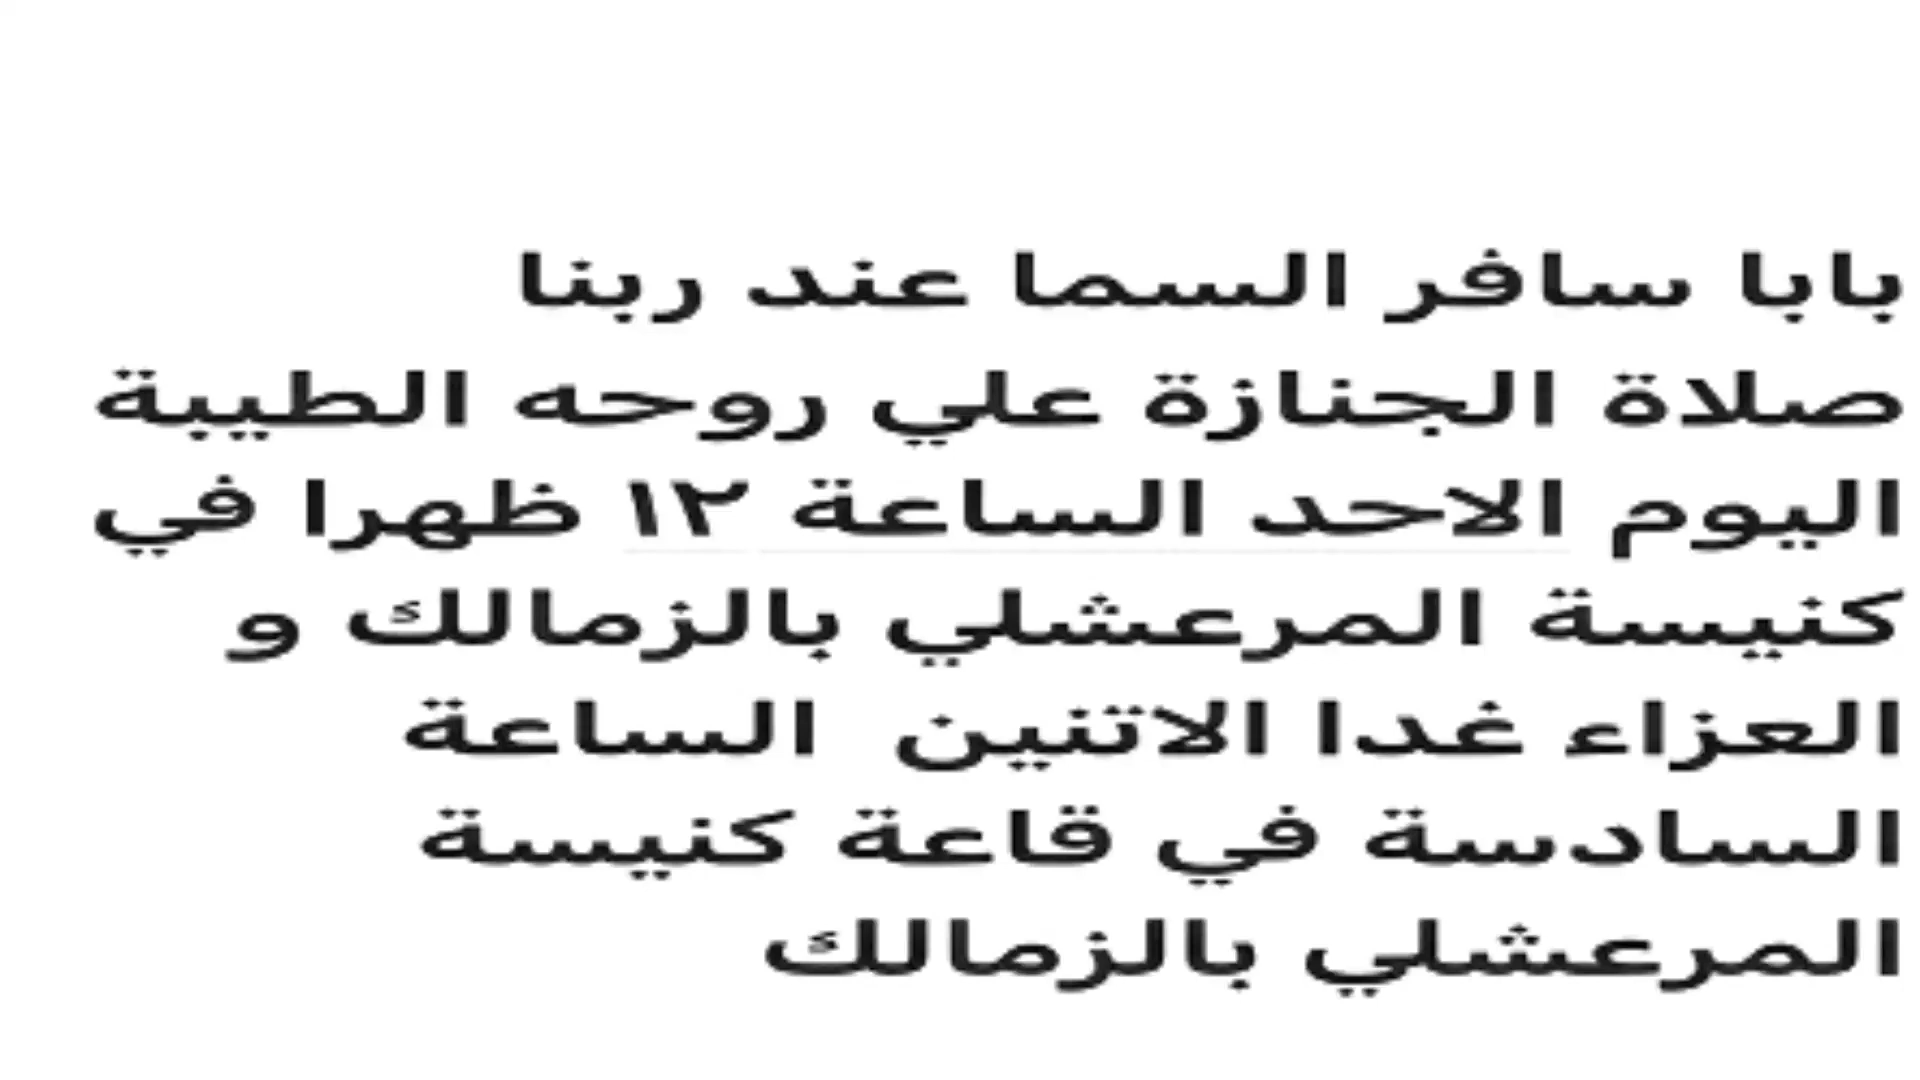 بابا سافر السما عند ربنا
صلاة الجنازة علي روحه الطيبة
اليوم الاحد الساعة ١٢ ظهرا في
كنيسة المرعشلي بالزمالك و
العزاء غدا الاتنين  الساعة
السادسة في قاعة كنيسة
المرعشلي بالزمالك